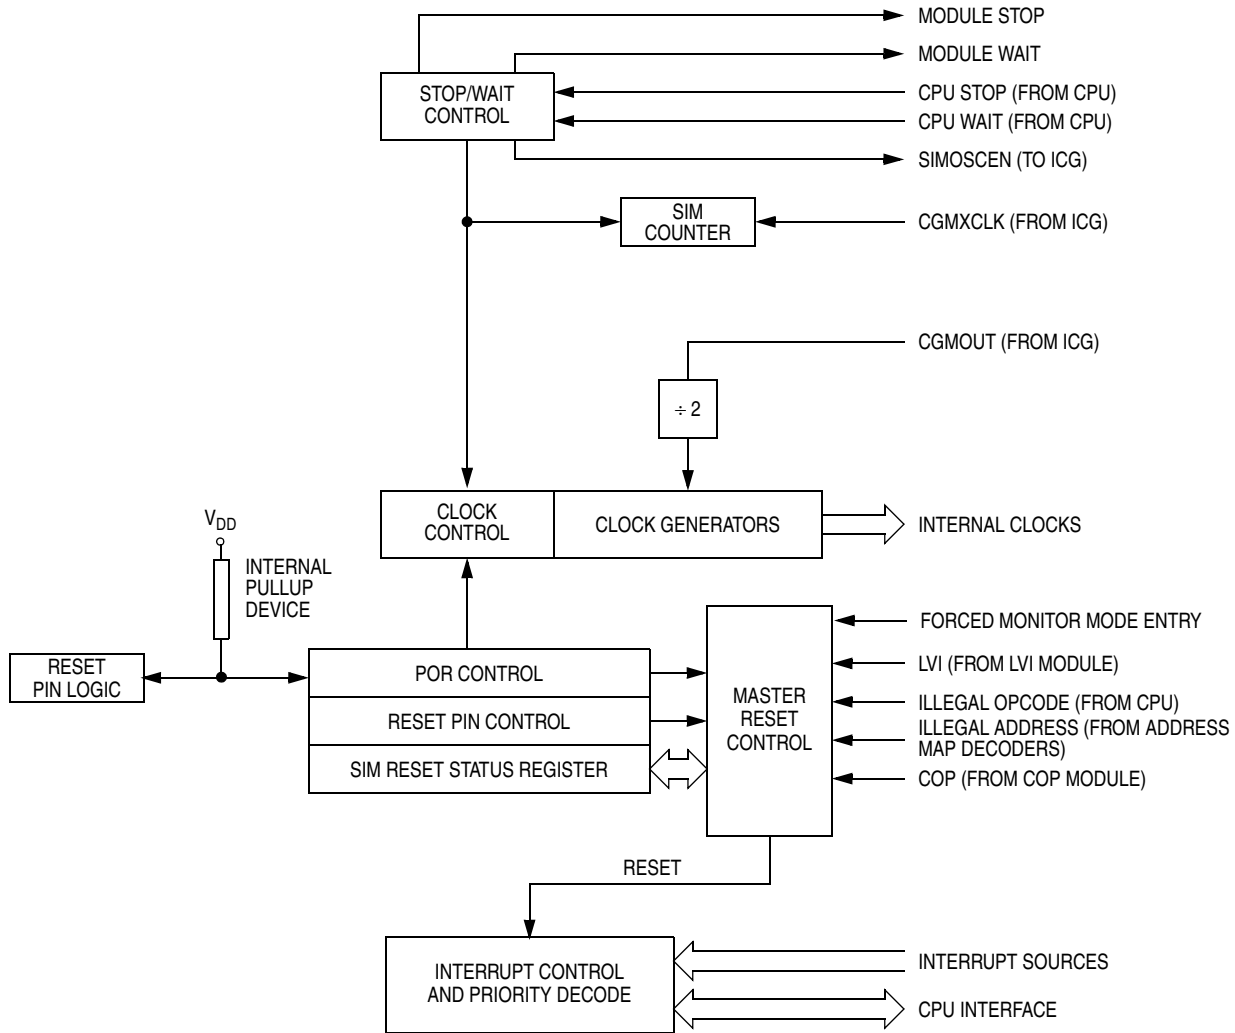 MODULE STOP
MODULE WAIT
STOP/WAIT
CONTROL
CPU STOP (FROM CPU)
CPU WAIT (FROM CPU)
SIMOSCEN (TO ICG)
SIM
COUNTER
CGMXCLK (FROM ICG)
CGMOUT (FROM ICG)
÷ 2
CLOCK
CONTROL
CLOCK GENERATORS
INTERNAL CLOCKS
VDD
INTERNAL
PULLUP
DEVICE
RESET
PIN LOGIC
POR CONTROL
RESET PIN CONTROL
SIM RESET STATUS REGISTER
MASTER
RESET
CONTROL
FORCED MONITOR MODE ENTRY
LVI (FROM LVI MODULE)
ILLEGAL OPCODE (FROM CPU)
ILLEGAL ADDRESS (FROM ADDRESS
MAP DECODERS)
COP (FROM COP MODULE)
RESET
INTERRUPT CONTROL
AND PRIORITY DECODE
INTERRUPT SOURCES
CPU INTERFACE